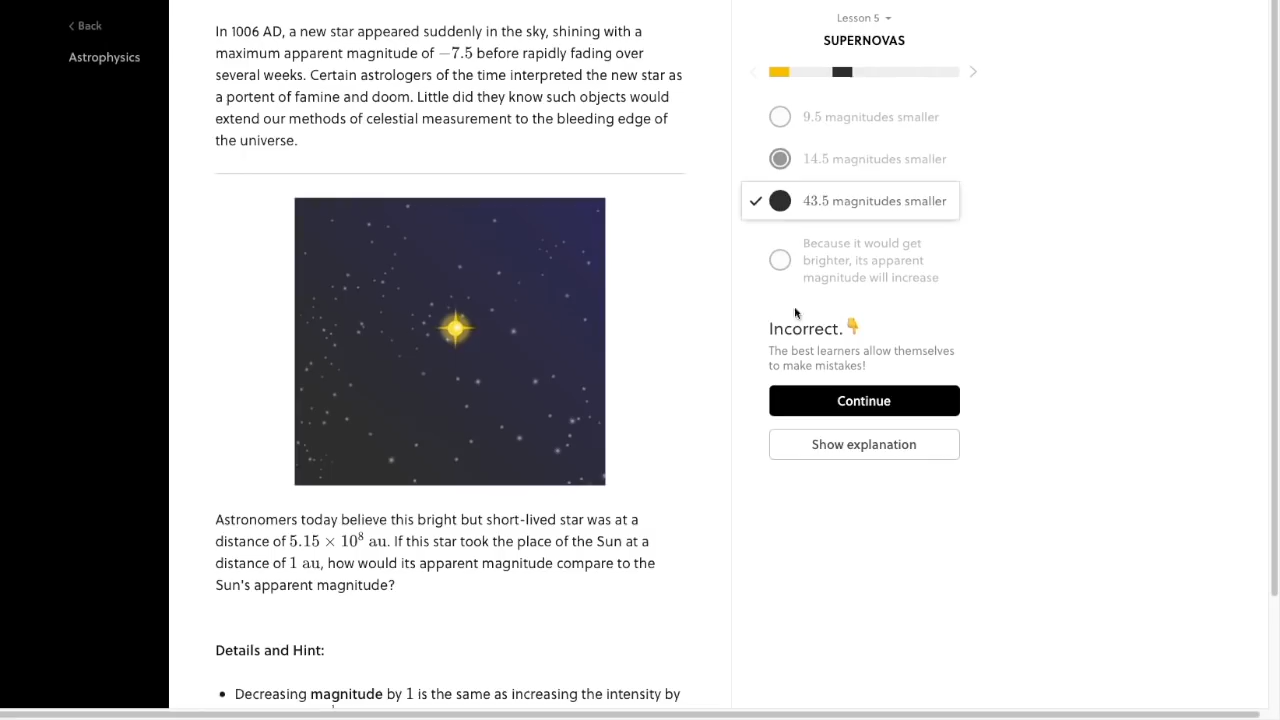 Back
Astrophysics
In 1006 AD, a new star appeared suddenly in the sky, shining with a
maximum apparent magnitude of −7.5 before rapidly fading over
several weeks. Certain astrologers of the time interpreted the new star as
a portent of famine and doom. Little did they know such objects would
extend our methods of celestial measurement to the bleeding edge of
the universe.
Astronomers today believe this bright but short-lived star was at a
distance of 5.15 × 10⁸ au. If this star took the place of the Sun at a
distance of 1 au, how would its apparent magnitude compare to the
Sun's apparent magnitude?
Details and Hint:
• Decreasing magnitude by 1 is the same as increasing the intensity by
Lesson 5
SUPERNOVAS
9.5 magnitudes smaller
14.5 magnitudes smaller
43.5 magnitudes smaller
Because it would get
brighter, its apparent
magnitude will increase
Incorrect.👇
The best learners allow themselves
to make mistakes!
Continue
Show explanation